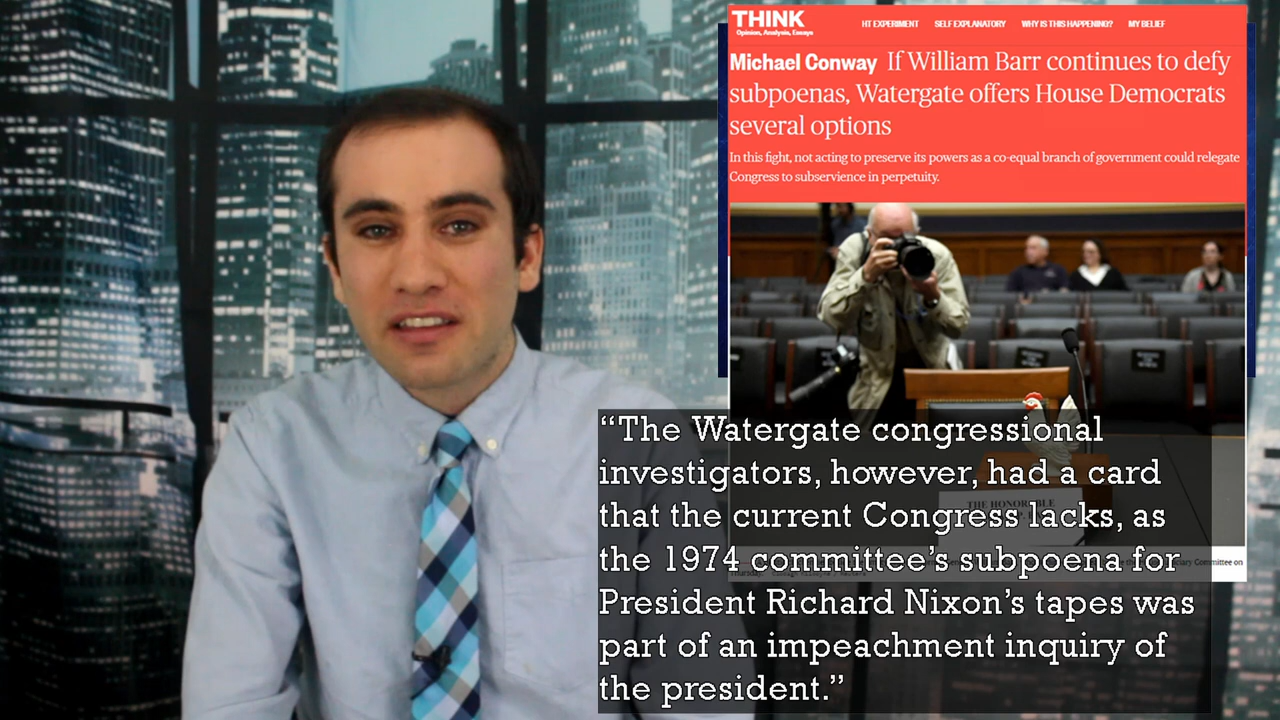 THINK
Opinion, Analysis, Essays
HT EXPERIMENT SELF EXPLANATORY WHY IS THIS HAPPENING? MY BELIEF
Michael Conway If William Barr continues to defy
subpoenas, Watergate offers House Democrats
several options
In this fight, not acting to preserve its powers as a co-equal branch of government could relegate
Congress to subservience in perpetuity.
“The Watergate congressional
investigators, however, had a card
THE HONORABLE
that the current Congress lacks, as
the 1974 committee’s subpoena for
Committee on
President Richard Nixon’s tapes was
part of an impeachment inquiry of
the president.”